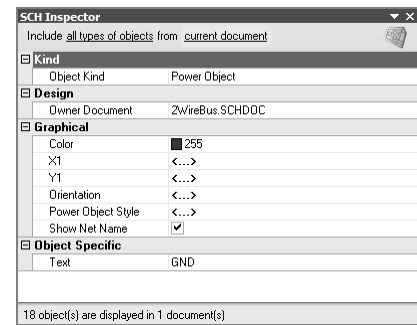 SCH Inspector
Include all types of objects from current document
Kind
Object Kind Power Object
Design
Owner Document 2WireBus.SCHDOC
Graphical
Color 255
X1 <...>
Y1 <...>
Orientation <...>
Power Object Style <...>
Show Net Name
Object Specific
Text GND
18 object(s) are displayed in 1 document(s)